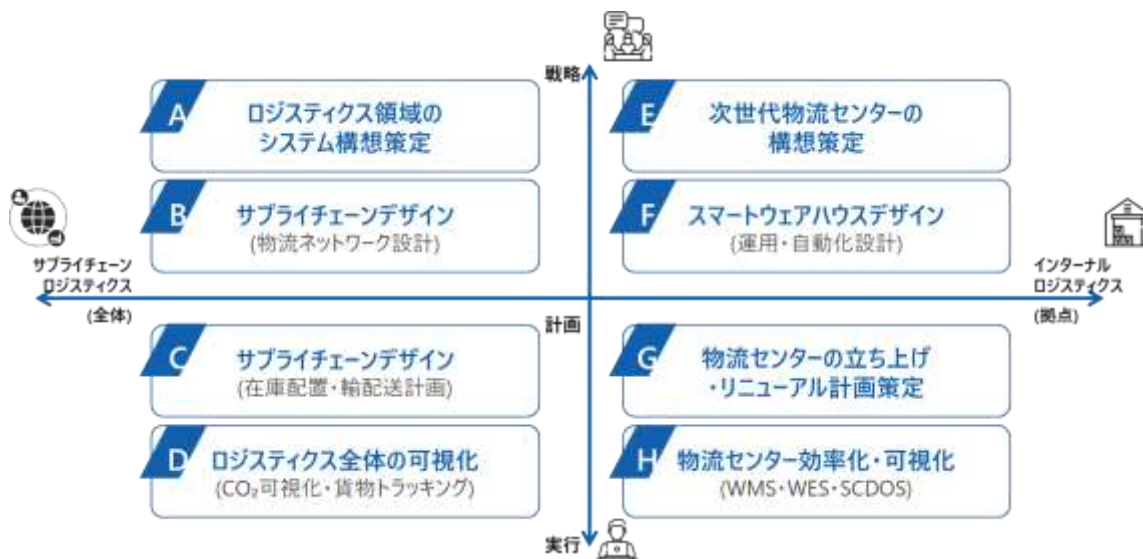 戦略
A
ロジスティクス領域の
システム構想策定
E
次世代物流センターの
構想策定
B
サプライチェーンデザイン
(物流ネットワーク設計)
F
スマートウェアハウスデザイン
(運用・自動化設計)
サプライチェーン
ロジスティクス
(全体)
計画
インターナル
ロジスティクス
(拠点)
C
サプライチェーンデザイン
(在庫配置・輸配送計画)
G
物流センターの立ち上げ
・リニューアル計画策定
D
ロジスティクス全体の可視化
(CO₂可視化・貨物トラッキング)
H
物流センター効率化・可視化
(WMS・WES・SCDOS)
実行